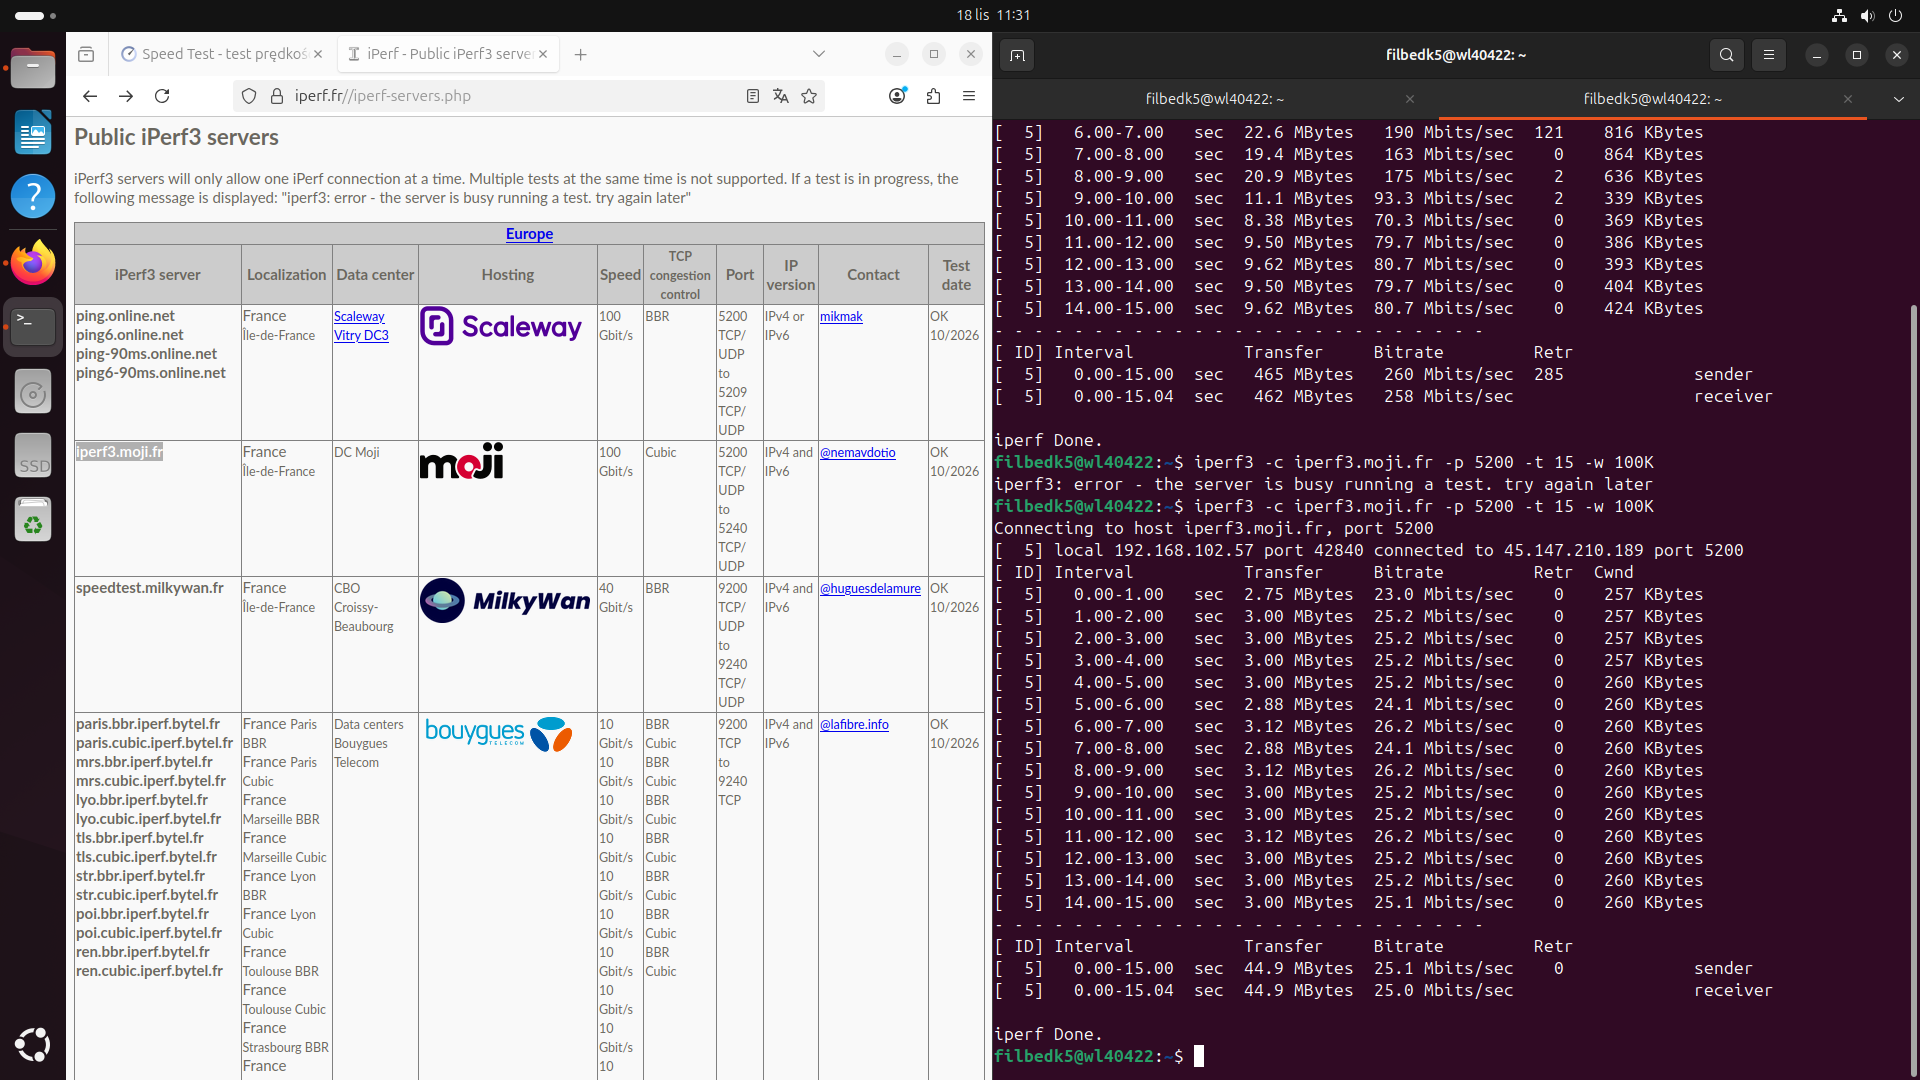 18 lis 11:31
Speed Test - test prędkoś
iPerf - Public iPerf3 serve
iperf.fr//iperf-servers.php
Public iPerf3 servers
iPerf3 servers will only allow one iPerf connection at a time. Multiple tests at the same time is not supported. If a test is in progress, the
following message is displayed: "iperf3: error - the server is busy running a test. try again later"
Europe
iPerf3 server Localization Data center Hosting Speed TCP congestion control Port IP version Contact Test date
ping.online.net
ping6.online.net
ping-90ms.online.net
ping6-90ms.online.net
France
Île-de-France
Scaleway
Vitry DC3
Scaleway
100
Gbit/s
BBR
5200
TCP/
UDP
to
5209
TCP/
UDP
IPv4 or
IPv6
mikmak
OK
10/2026
iperf3.moji.fr
France
Île-de-France
DC Moji
moji
100
Gbit/s
Cubic
5200
TCP/
UDP
to
5240
TCP/
UDP
IPv4 and
IPv6
@nemavdotio
OK
10/2026
speedtest.milkywan.fr
France
Île-de-France
CBO
Croissy-
Beaubourg
MilkyWan
40
Gbit/s
BBR
9200
TCP/
UDP
to
9240
TCP/
UDP
IPv4 and
IPv6
@huguesdelamure
OK
10/2026
paris.bbr.iperf.bytel.fr
paris.cubic.iperf.bytel.fr
mrs.bbr.iperf.bytel.fr
mrs.cubic.iperf.bytel.fr
lyo.bbr.iperf.bytel.fr
lyo.cubic.iperf.bytel.fr
tls.bbr.iperf.bytel.fr
tls.cubic.iperf.bytel.fr
str.bbr.iperf.bytel.fr
str.cubic.iperf.bytel.fr
poi.bbr.iperf.bytel.fr
poi.cubic.iperf.bytel.fr
ren.bbr.iperf.bytel.fr
ren.cubic.iperf.bytel.fr
France Paris
BBR
France Paris
Cubic
France
Marseille BBR
France
Marseille Cubic
France Lyon
BBR
France Lyon
Cubic
France
Toulouse BBR
France
Toulouse Cubic
France
Strasbourg BBR
France
Data centers
Bouygues
Telecom
bouygues
TELECOM
10
Gbit/s
10
Gbit/s
10
Gbit/s
10
Gbit/s
10
Gbit/s
10
Gbit/s
10
Gbit/s
10
Gbit/s
10
Gbit/s
10
BBR
Cubic
BBR
Cubic
BBR
Cubic
BBR
Cubic
BBR
Cubic
BBR
Cubic
BBR
Cubic
9200
TCP
to
9240
TCP
IPv4 and
IPv6
@lafibre.info
OK
10/2026
SSD
filbedk5@wl40422: ~
filbedk5@wl40422: ~
filbedk5@wl40422: ~
[  5]   6.00-7.00   sec  22.6 MBytes   190 Mbits/sec  121    816 KBytes
[  5]   7.00-8.00   sec  19.4 MBytes   163 Mbits/sec    0    864 KBytes
[  5]   8.00-9.00   sec  20.9 MBytes   175 Mbits/sec    2    636 KBytes
[  5]   9.00-10.00  sec  11.1 MBytes  93.3 Mbits/sec    2    339 KBytes
[  5]  10.00-11.00  sec  8.38 MBytes  70.3 Mbits/sec    0    369 KBytes
[  5]  11.00-12.00  sec  9.50 MBytes  79.7 Mbits/sec    0    386 KBytes
[  5]  12.00-13.00  sec  9.62 MBytes  80.7 Mbits/sec    0    393 KBytes
[  5]  13.00-14.00  sec  9.50 MBytes  79.7 Mbits/sec    0    404 KBytes
[  5]  14.00-15.00  sec  9.62 MBytes  80.7 Mbits/sec    0    424 KBytes
- - - - - - - - - - - - - - - - - - - - - - - - -
[ ID] Interval           Transfer     Bitrate         Retr
[  5]   0.00-15.00  sec   465 MBytes   260 Mbits/sec  285             sender
[  5]   0.00-15.04  sec   462 MBytes   258 Mbits/sec                  receiver
iperf Done.
filbedk5@wl40422:~$ iperf3 -c iperf3.moji.fr -p 5200 -t 15 -w 100K
iperf3: error - the server is busy running a test. try again later
filbedk5@wl40422:~$ iperf3 -c iperf3.moji.fr -p 5200 -t 15 -w 100K
Connecting to host iperf3.moji.fr, port 5200
[  5] local 192.168.102.57 port 42840 connected to 45.147.210.189 port 5200
[ ID] Interval           Transfer     Bitrate         Retr  Cwnd
[  5]   0.00-1.00   sec  2.75 MBytes  23.0 Mbits/sec    0    257 KBytes
[  5]   1.00-2.00   sec  3.00 MBytes  25.2 Mbits/sec    0    257 KBytes
[  5]   2.00-3.00   sec  3.00 MBytes  25.2 Mbits/sec    0    257 KBytes
[  5]   3.00-4.00   sec  3.00 MBytes  25.2 Mbits/sec    0    257 KBytes
[  5]   4.00-5.00   sec  3.00 MBytes  25.2 Mbits/sec    0    260 KBytes
[  5]   5.00-6.00   sec  2.88 MBytes  24.1 Mbits/sec    0    260 KBytes
[  5]   6.00-7.00   sec  3.12 MBytes  26.2 Mbits/sec    0    260 KBytes
[  5]   7.00-8.00   sec  2.88 MBytes  24.1 Mbits/sec    0    260 KBytes
[  5]   8.00-9.00   sec  3.12 MBytes  26.2 Mbits/sec    0    260 KBytes
[  5]   9.00-10.00  sec  3.00 MBytes  25.2 Mbits/sec    0    260 KBytes
[  5]  10.00-11.00  sec  3.00 MBytes  25.2 Mbits/sec    0    260 KBytes
[  5]  11.00-12.00  sec  3.12 MBytes  26.2 Mbits/sec    0    260 KBytes
[  5]  12.00-13.00  sec  3.00 MBytes  25.2 Mbits/sec    0    260 KBytes
[  5]  13.00-14.00  sec  3.00 MBytes  25.2 Mbits/sec    0    260 KBytes
[  5]  14.00-15.00  sec  3.00 MBytes  25.1 Mbits/sec    0    260 KBytes
- - - - - - - - - - - - - - - - - - - - - - - - -
[ ID] Interval           Transfer     Bitrate         Retr
[  5]   0.00-15.00  sec  44.9 MBytes  25.1 Mbits/sec    0             sender
[  5]   0.00-15.04  sec  44.9 MBytes  25.0 Mbits/sec                  receiver
iperf Done.
filbedk5@wl40422:~$